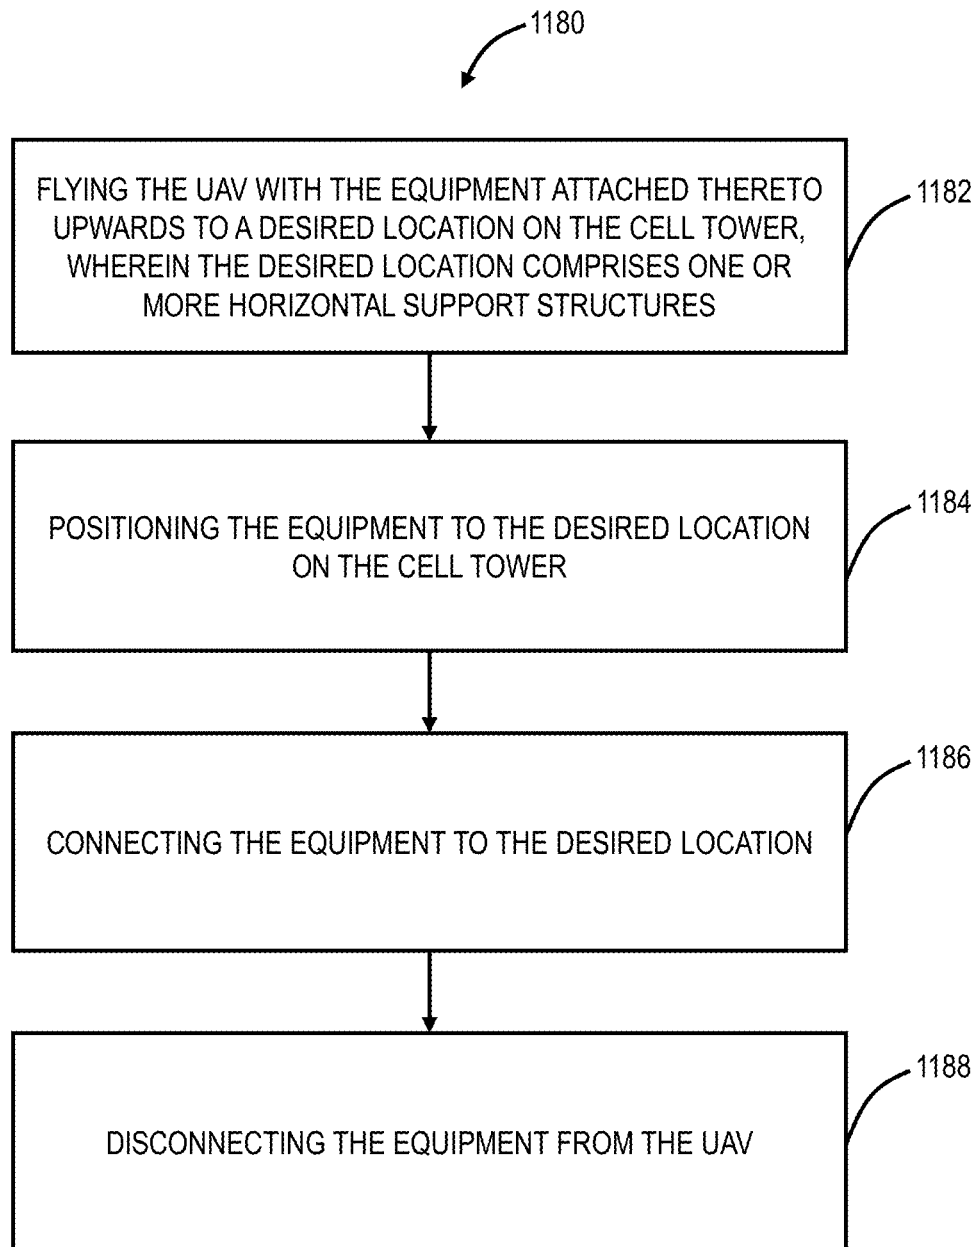 1180
FLYING THE UAV WITH THE EQUIPMENT ATTACHED THERETO
UPWARDS TO A DESIRED LOCATION ON THE CELL TOWER,
WHEREIN THE DESIRED LOCATION COMPRISES ONE OR
MORE HORIZONTAL SUPPORT STRUCTURES
1182
POSITIONING THE EQUIPMENT TO THE DESIRED LOCATION
ON THE CELL TOWER
1184
CONNECTING THE EQUIPMENT TO THE DESIRED LOCATION
1186
DISCONNECTING THE EQUIPMENT FROM THE UAV
1188